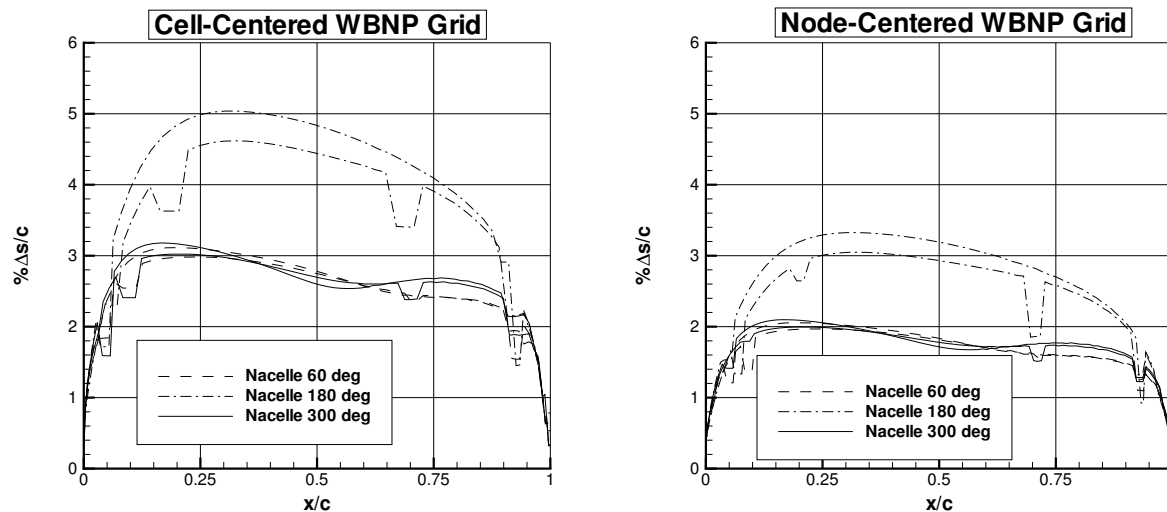 Cell-Centered WBNP Grid
6
5
4
3
2
1
0
%Δs/c
Nacelle 60 deg
Nacelle 180 deg
Nacelle 300 deg
0
0.25
0.5
0.75
1
x/c
Node-Centered WBNP Grid
6
5
4
3
2
1
0
%Δs/c
Nacelle 60 deg
Nacelle 180 deg
Nacelle 300 deg
0
0.25
0.5
0.75
x/c